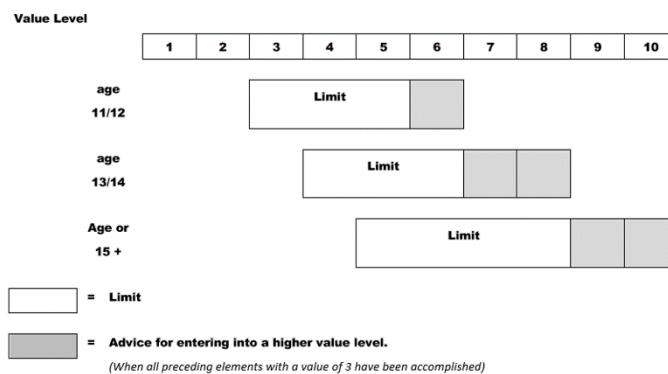 Value Level
1 2 3 4 5 6 7 8 9 10
age
11/12
Limit
age
13/14
Limit
Age or
15 +
Limit
= Limit
= Advice for entering into a higher value level.
(When all preceding elements with a value of 3 have been accomplished)